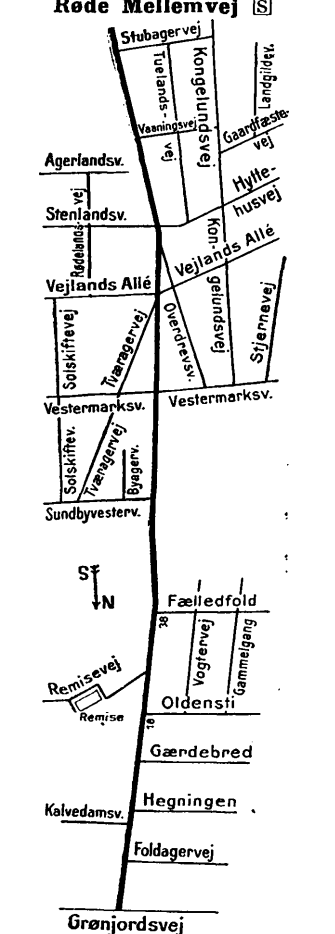 Røde Mellemvej S
Stubagervej
Tuelands-
vej
Kongelundsvej
Landgildev.
Vaaningsvej
Gaardfæste-
vej
Agerlandsv.
Rødelandsvej
Hytte-
husvej
Stenlandsv.
Kon-
gelundsvej
Vejlands Allé
Vejlands Allé
Overdrevsv.
Stjernevej
Solskiftevej
Tværagervej
Vestermarksv.
Vestermarksv.
Solskiftev.
Tværagervej
Byagerv.
Sundbyvesterv.
S
N
Fælledfold
38
Vogtervej
Gammelgang
Remisevej
Remise
Oldensti
18
Gærdebred
Hegningen
Kalvedamsv.
Foldagervej
Grønjordsvej